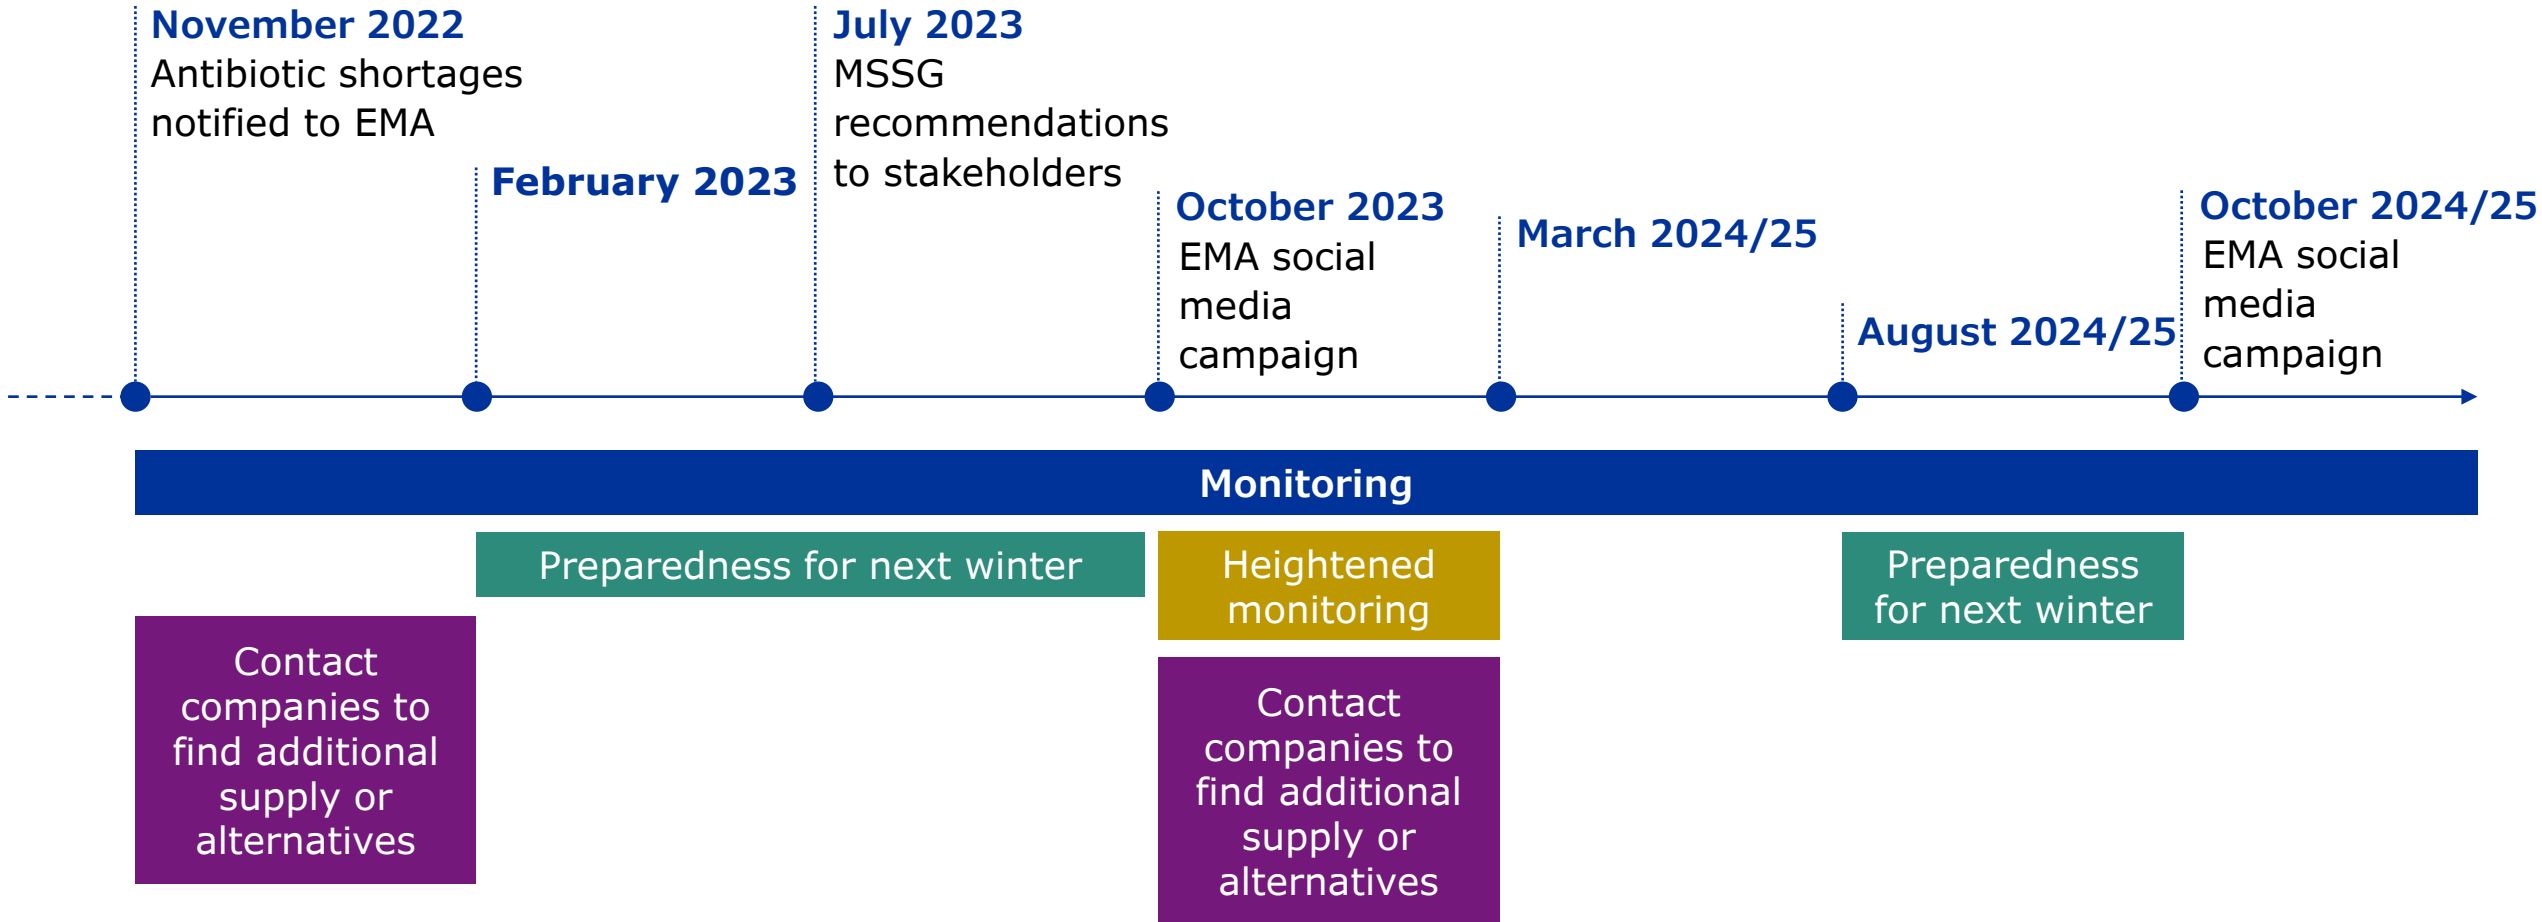 November 2022
Antibiotic shortages
notified to EMA
February 2023
July 2023
MSSG
recommendations
to stakeholders
October 2023
EMA social
media
campaign
March 2024/25
August 2024/25
October 2024/25
EMA social
media
campaign
Monitoring
Preparedness for next winter
Heightened
monitoring
Preparedness
for next winter
Contact
companies to
find additional
supply or
alternatives
Contact
companies to
find additional
supply or
alternatives